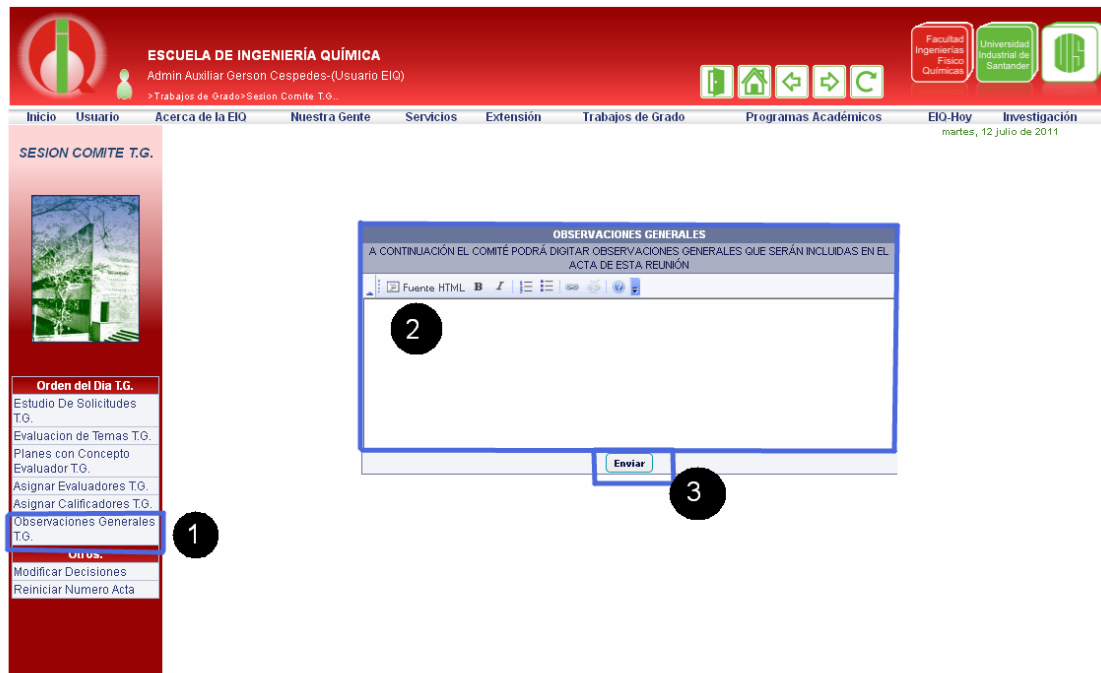 ESCUELA DE INGENIERÍA QUÍMICA
Admin Auxiliar Gerson Cespedes-(Usuario EIQ)
>Trabajos de Grado>Sesion Comite T.G..
Facultad
Ingenierías
Físico
Químicas
Universidad
Industrial de
Santander
Inicio Usuario Acerca de la EIQ Nuestra Gente Servicios Extensión Trabajos de Grado Programas Académicos EIQ-Hoy Investigación
martes, 12 julio de 2011
SESION COMITE T.G.
OBSERVACIONES GENERALES
A CONTINUACIÓN EL COMITÉ PODRÁ DIGITAR OBSERVACIONES GENERALES QUE SERÁN INCLUIDAS EN EL
ACTA DE ESTA REUNIÓN
Fuente HTML B I
2
Enviar
3
Orden del Dia T.G.
Estudio De Solicitudes
T.G.
Evaluacion de Temas T.G.
Planes con Concepto
Evaluador T.G.
Asignar Evaluadores T.G.
Asignar Calificadores T.G.
Observaciones Generales
T.G.
1
Otros.
Modificar Decisiones
Reiniciar Numero Acta